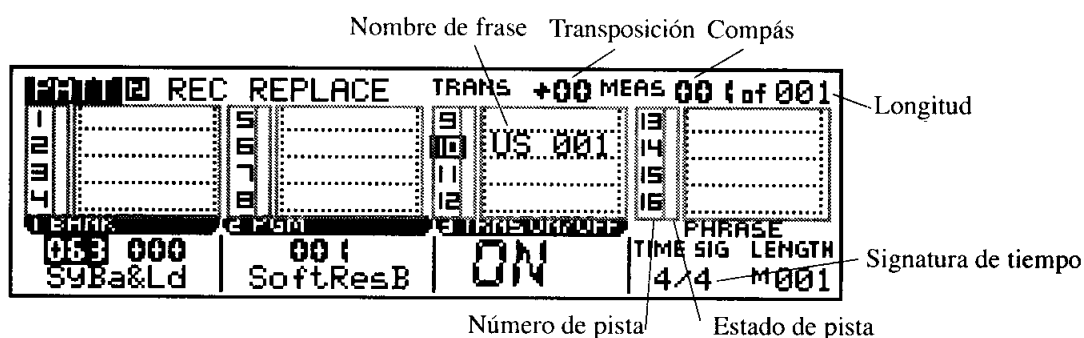 Nombre de frase Transposición Compás
PATT 2 REC REPLACE TRANS +00 MEAS 001 of 001
Longitud
1 5 9 13
2 6 10 US 001 14
3 7 11 15
4 8 12 16
1 BANK 2 PGM 3 TRNS UNY/OFF PHRASE
063 000 001 ON TIME SIG LENGTH
SyBa&Ld SoftResB 4/4 M001
Signatura de tiempo
Número de pista Estado de pista